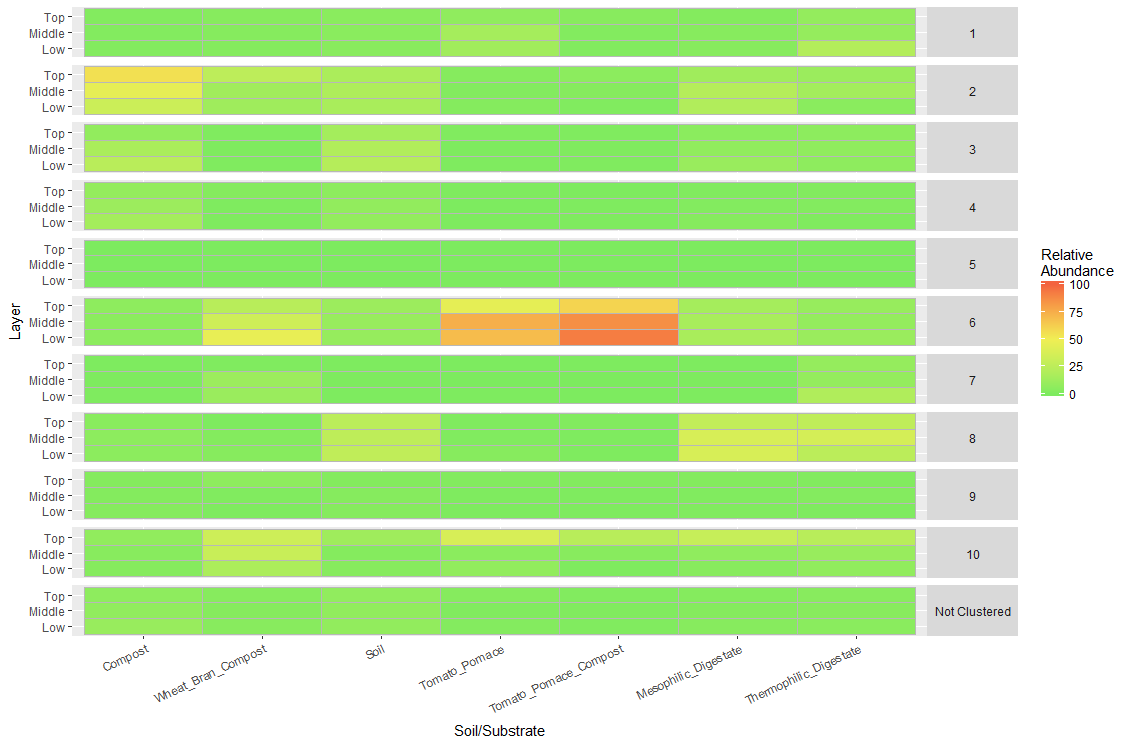 Top
Middle
Low
1
Top
Middle
Low
2
Top
Middle
Low
3
Top
Middle
Low
4
Top
Middle
Low
5
Top
Middle
Low
6
Top
Middle
Low
7
Top
Middle
Low
8
Top
Middle
Low
9
Top
Middle
Low
10
Top
Middle
Low
Not Clustered
Layer
Compost
Wheat_Bran_Compost
Soil
Tomato_Pomace
Tomato_Pomace_Compost
Mesophilic_Digestate
Thermophilic_Digestate
Soil/Substrate
Relative
Abundance
100
75
50
25
0